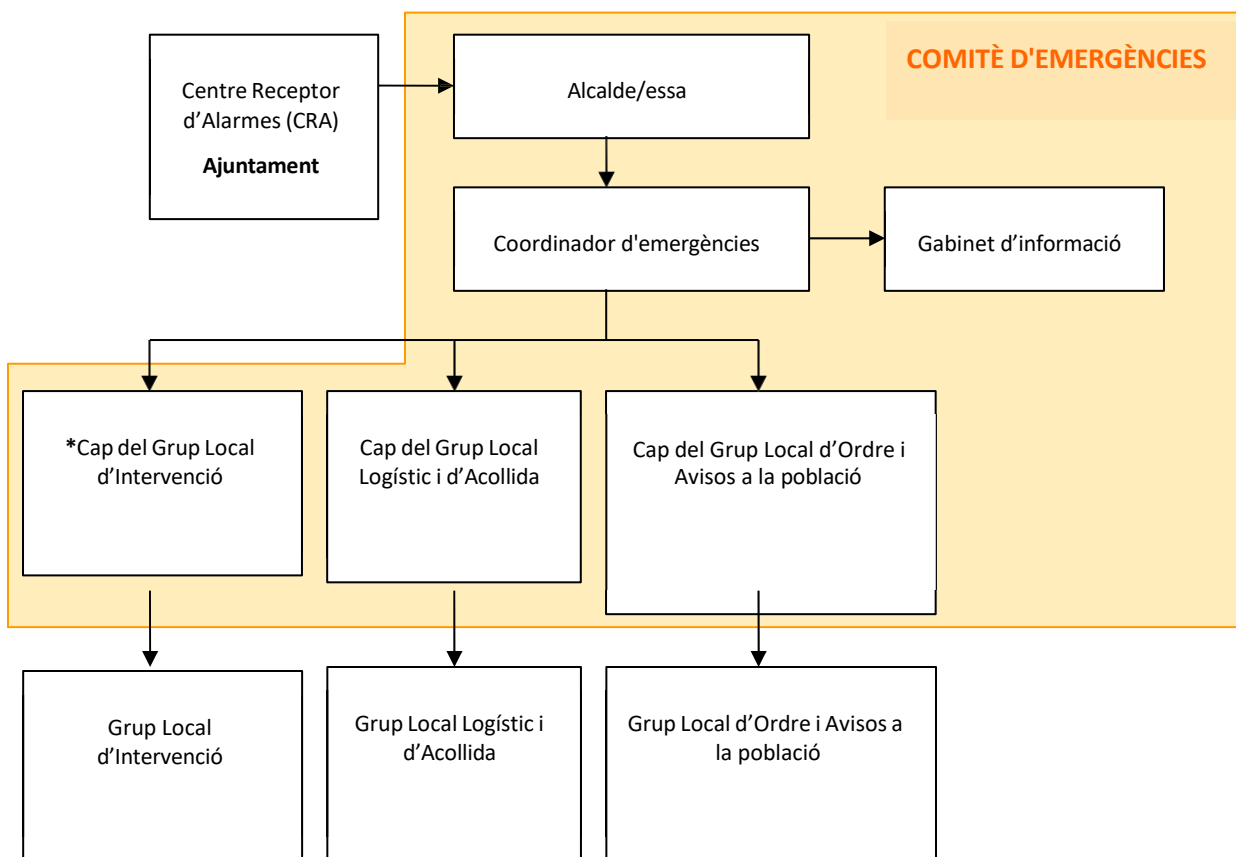 COMITÈ D'EMERGÈNCIES
Centre Receptor
d’Alarmes (CRA)
Ajuntament
Alcalde/essa
Coordinador d'emergències
Gabinet d’informació
*Cap del Grup Local
d’Intervenció
Cap del Grup Local
Logístic i d’Acollida
Cap del Grup Local d’Ordre i
Avisos a la població
Grup Local
d’Intervenció
Grup Local Logístic i
d’Acollida
Grup Local d’Ordre i Avisos a
la població